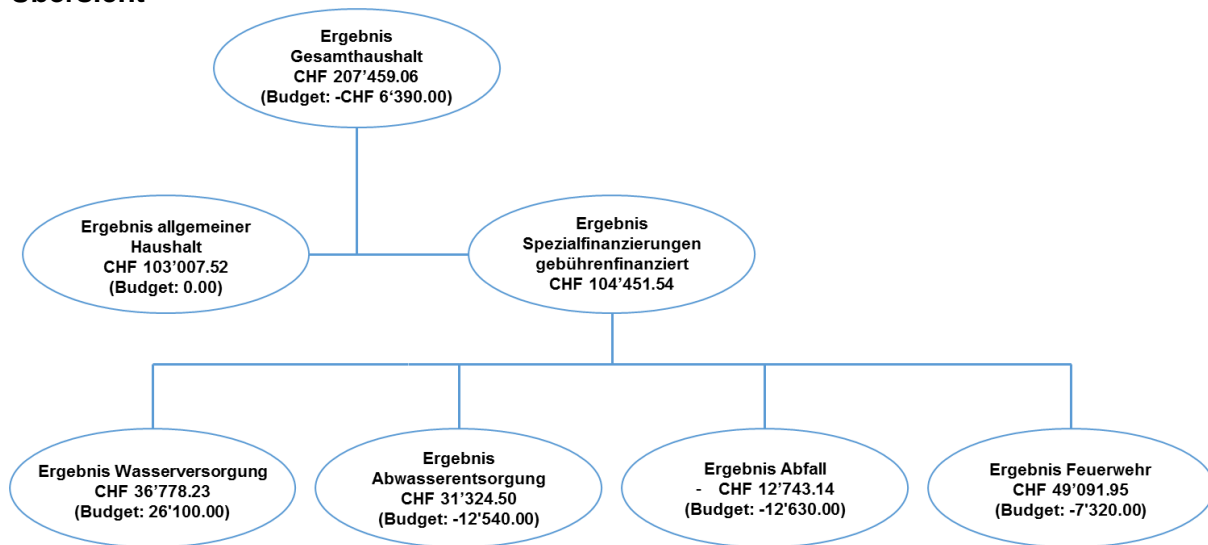 Übersicht
Ergebnis
Gesamthaushalt
CHF 207’459.06
(Budget: -CHF 6‘390.00)
Ergebnis allgemeiner
Haushalt
CHF 103’007.52
(Budget: 0.00)
Ergebnis
Spezialfinanzierungen
gebührenfinanziert
CHF 104’451.54
Ergebnis Wasserversorgung
CHF 36’778.23
(Budget: 26'100.00)
Ergebnis
Abwasserentsorgung
CHF 31’324.50
(Budget: -12'540.00)
Ergebnis Abfall
- CHF 12’743.14
(Budget: -12’630.00)
Ergebnis Feuerwehr
CHF 49’091.95
(Budget: -7’320.00)